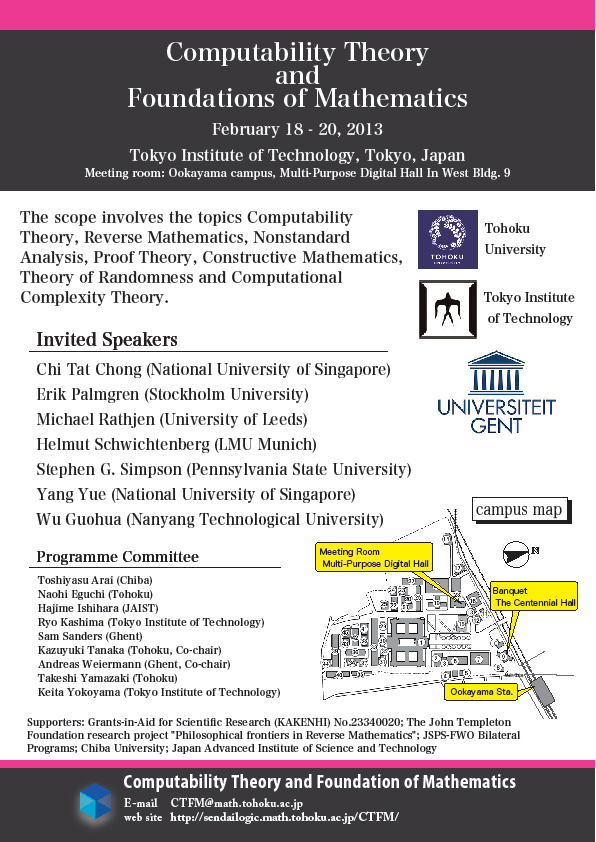 Computability Theory
and
Foundations of Mathematics
February 18 - 20, 2013
Tokyo Institute of Technology, Tokyo, Japan
Meeting room: Ookayama campus, Multi-Purpose Digital Hall In West Bldg. 9
The scope involves the topics Computability
Theory, Reverse Mathematics, Nonstandard
Analysis, Proof Theory, Constructive Mathematics,
Theory of Randomness and Computational
Complexity Theory.
TOHOKU
UNIVERSITY
Tohoku
University
Tokyo Institute
of Technology
UNIVERSITEIT
GENT
Invited Speakers
Chi Tat Chong (National University of Singapore)
Erik Palmgren (Stockholm University)
Michael Rathjen (University of Leeds)
Helmut Schwichtenberg (LMU Munich)
Stephen G. Simpson (Pennsylvania State University)
Yang Yue (National University of Singapore)
Wu Guohua (Nanyang Technological University)
campus map
N
Meeting Room
Multi-Purpose Digital Hall
Banquet
The Centennial Hall
Ookayama Sta.
Programme Committee
Toshiyasu Arai (Chiba)
Naohi Eguchi (Tohoku)
Hajime Ishihara (JAIST)
Ryo Kashima (Tokyo Institute of Technology)
Sam Sanders (Ghent)
Kazuyuki Tanaka (Tohoku, Co-chair)
Andreas Weiermann (Ghent, Co-chair)
Takeshi Yamazaki (Tohoku)
Keita Yokoyama (Tokyo Institute of Technology)
Supporters: Grants-in-Aid for Scientific Research (KAKENHI) No.23340020; The John Templeton
Foundation research project "Philosophical frontiers in Reverse Mathematics"; JSPS-FWO Bilateral
Programs; Chiba University; Japan Advanced Institute of Science and Technology
Computability Theory and Foundation of Mathematics
E-mail CTFM@math.tohoku.ac.jp
web site http://sendailogic.math.tohoku.ac.jp/CTFM/